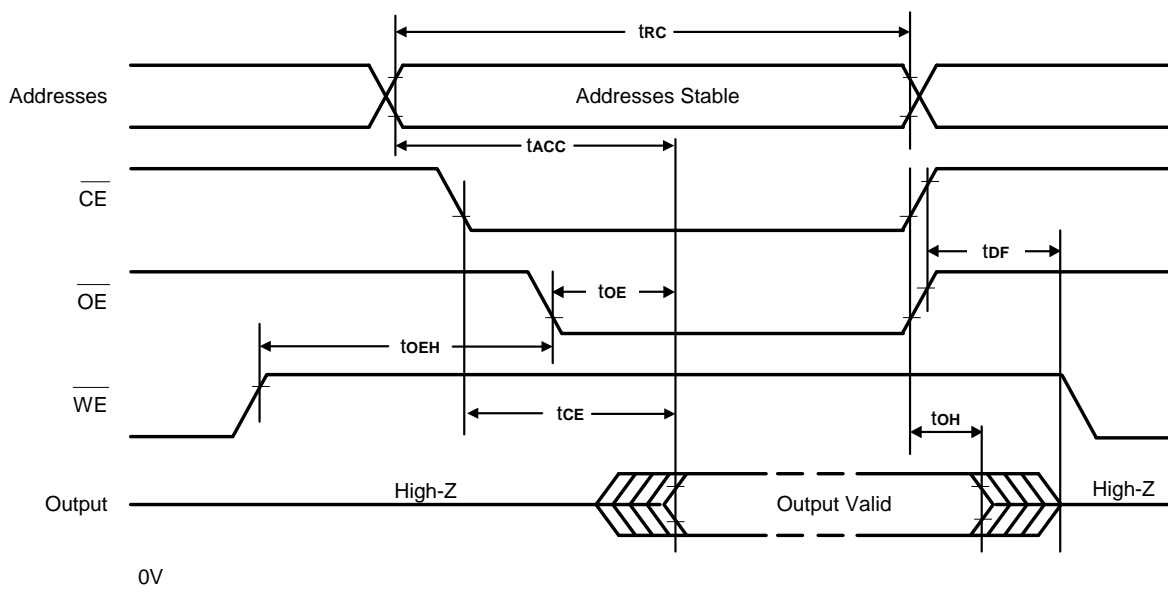 tRC
Addresses
Addresses Stable
tACC
CE
tDF
OE
tOE
tOEH
WE
tCE
tOH
Output
High-Z
Output Valid
High-Z
0V